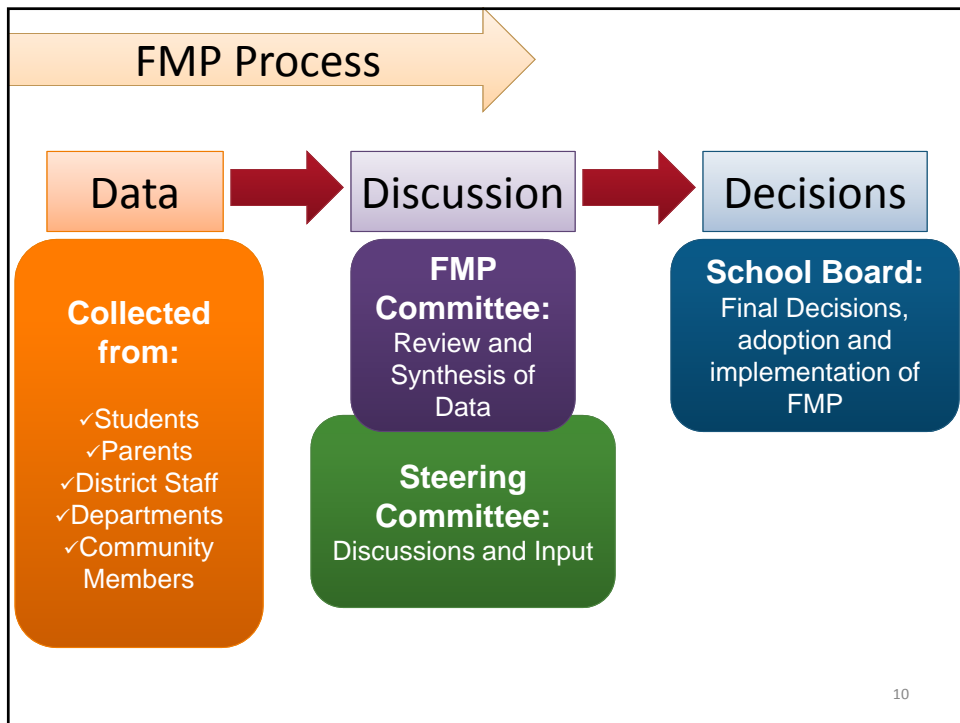 FMP Process
Data
Discussion
Decisions
Collected
from:
✓Students
✓Parents
✓District Staff
✓Departments
✓Community
Members
FMP
Committee:
Review and
Synthesis of
Data
Steering
Committee:
Discussions and Input
School Board:
Final Decisions,
adoption and
implementation of
FMP
10